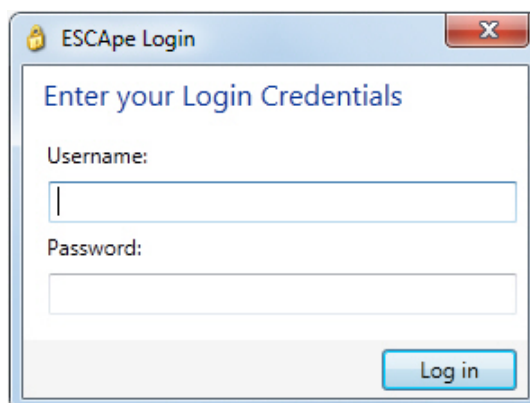 ESCApe Login
Enter your Login Credentials
Username:
Password:
Log in